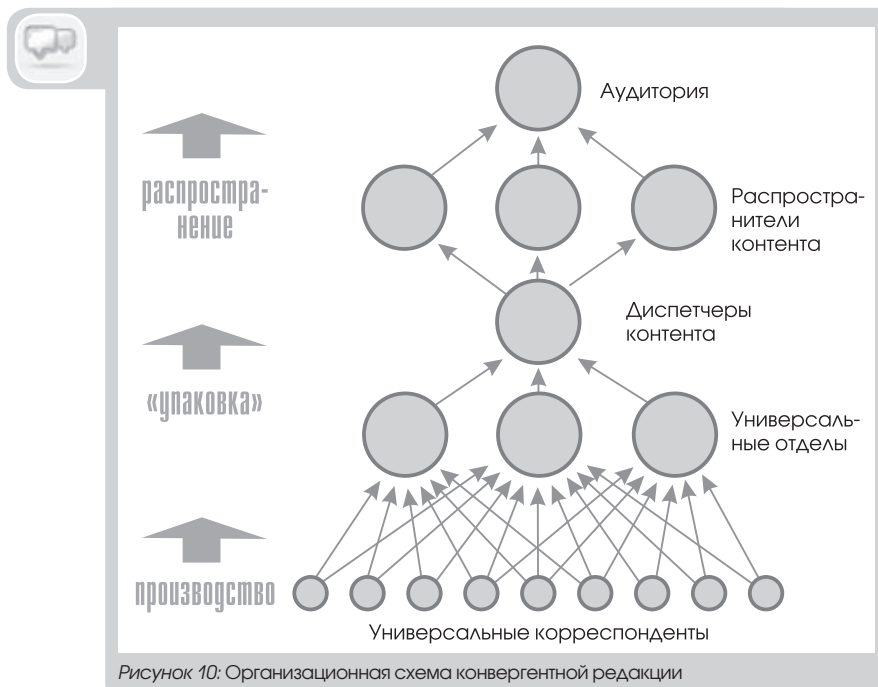 Аудитория
распростра-
нение
Распростра-
нители
контента
Диспетчеры
контента
«упаковка»
Универсаль-
ные отделы
производство
Универсальные корреспонденты
Рисунок 10: Организационная схема конвергентной редакции